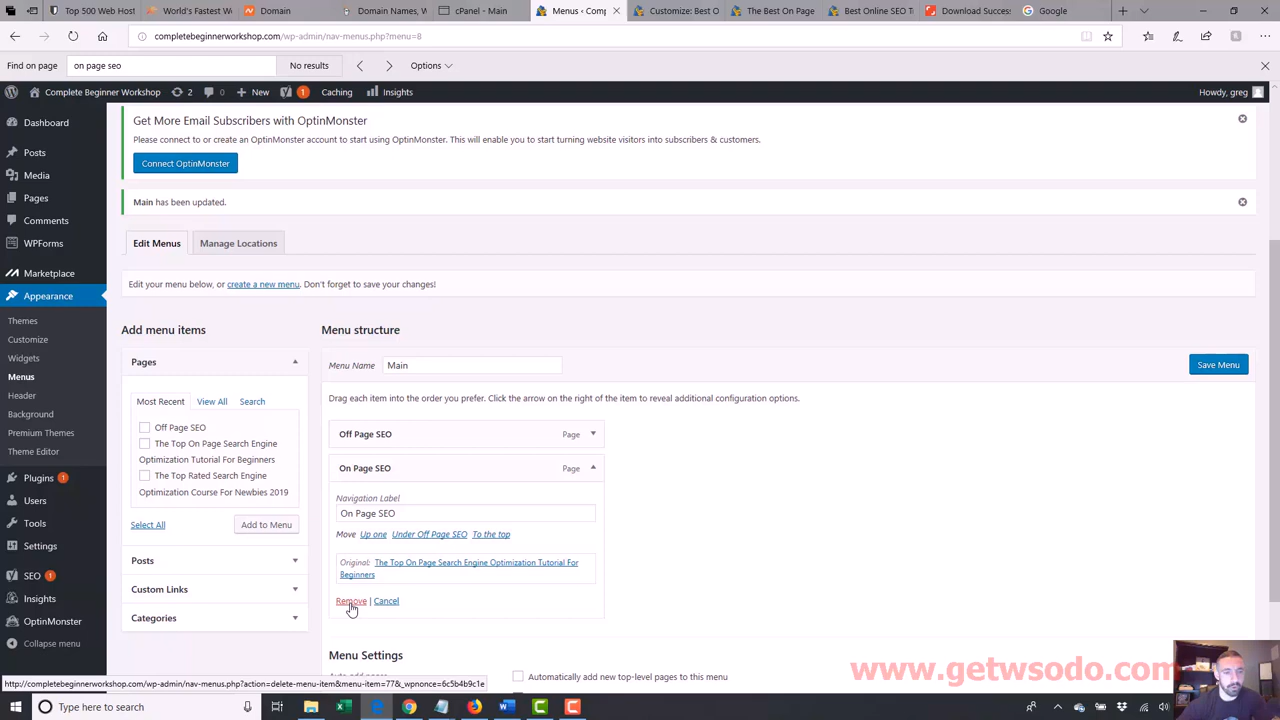 The Top
World's Fastest W
Domain
Domain Names, W
cPanel - Main
Menus ‹ Comp
Customize: Best O
The Best On Page
Best Online SEO T
Download Success
Google
completebeginnerworkshop.com/wp-admin/nav-menus.php?menu=8
Find on page
on page seo
No results
Options
Complete Beginner Workshop
2
0
New
1
Caching
Insights
Howdy, greg
Dashboard
Posts
Media
Pages
Comments
WPForms
Marketplace
Appearance
Themes
Customize
Widgets
Menus
Header
Background
Premium Themes
Theme Editor
Plugins 1
Users
Tools
Settings
SEO 1
Insights
OptinMonster
Collapse menu
Get More Email Subscribers with OptinMonster
Please connect to or create an OptinMonster account to start using OptinMonster. This will enable you to start turning website visitors into subscribers & customers.
Connect OptinMonster
Main has been updated.
Edit Menus
Manage Locations
Edit your menu below, or create a new menu. Don't forget to save your changes!
Add menu items
Pages
Most Recent
View All
Search
Off Page SEO
The Top On Page Search Engine
Optimization Tutorial For Beginners
The Top Rated Search Engine
Optimization Course For Newbies 2019
Select All
Add to Menu
Posts
Custom Links
Categories
Menu structure
Menu Name
Main
Save Menu
Drag each item into the order you prefer. Click the arrow on the right of the item to reveal additional configuration options.
Off Page SEO
Page
On Page SEO
Page
Navigation Label
On Page SEO
Move Up one Under Off Page SEO To the top
Original: The Top On Page Search Engine Optimization Tutorial For
Beginners
Remove | Cancel
Menu Settings
Automatically add new top-level pages to this menu
www.getwsodo.com
http://completebeginnerworkshop.com/wp-admin/nav-menus.php?action=delete-menu-item&menu-item=77&_wpnonce=6c5b4b9c1e
Type here to search